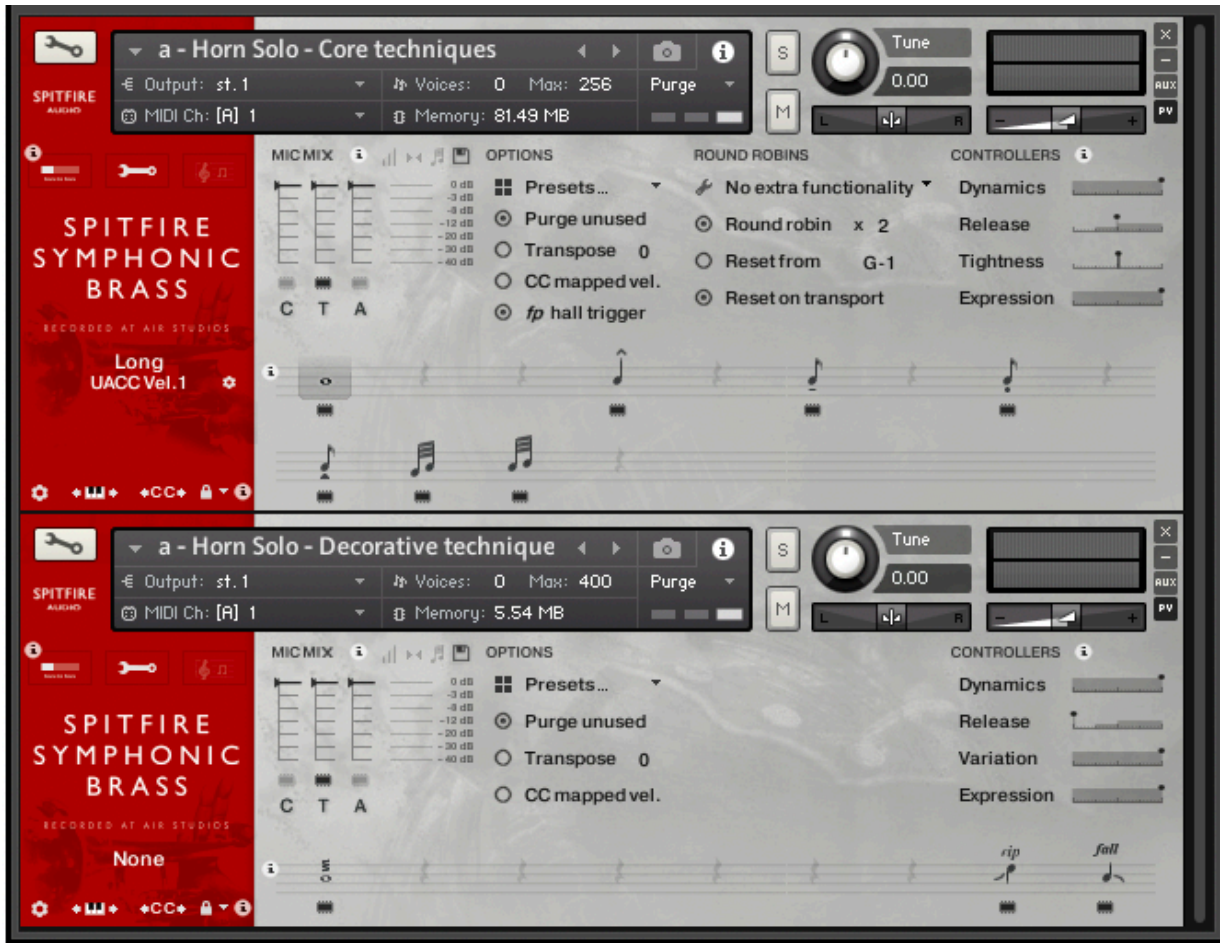 a - Horn Solo - Core techniques
S
Tune
X
-
SPITFIRE
AUDIO
Output: st. 1
Voices: 0 Max: 256
Purge
0.00
AUX
MIDI Ch: [A] 1
Memory: 81.49 MB
M
L R
- +
PV
MIC MIX
OPTIONS
ROUND ROBINS
CONTROLLERS
0 dB
-3 dB
-12 dB
-20 dB
-30 dB
-40 dB
C T A
Presets...
Purge unused
Transpose 0
CC mapped vel.
fp hall trigger
No extra functionality
Round robin x 2
Reset from G-1
Reset on transport
Dynamics
Release
Tightness
Expression
SPITFIRE
SYMPHONIC
BRASS
RECORDED AT AIR STUDIOS
Long
UACC Vel.1
CC
a - Horn Solo - Decorative technique
S
Tune
X
-
SPITFIRE
AUDIO
Output: st. 1
Voices: 0 Max: 400
Purge
0.00
AUX
MIDI Ch: [A] 1
Memory: 5.54 MB
M
L R
- +
PV
MIC MIX
OPTIONS
CONTROLLERS
0 dB
-3 dB
-12 dB
-20 dB
-30 dB
-40 dB
C T A
Presets...
Purge unused
Transpose 0
CC mapped vel.
Dynamics
Release
Variation
Expression
SPITFIRE
SYMPHONIC
BRASS
RECORDED AT AIR STUDIOS
None
rip
fall
CC